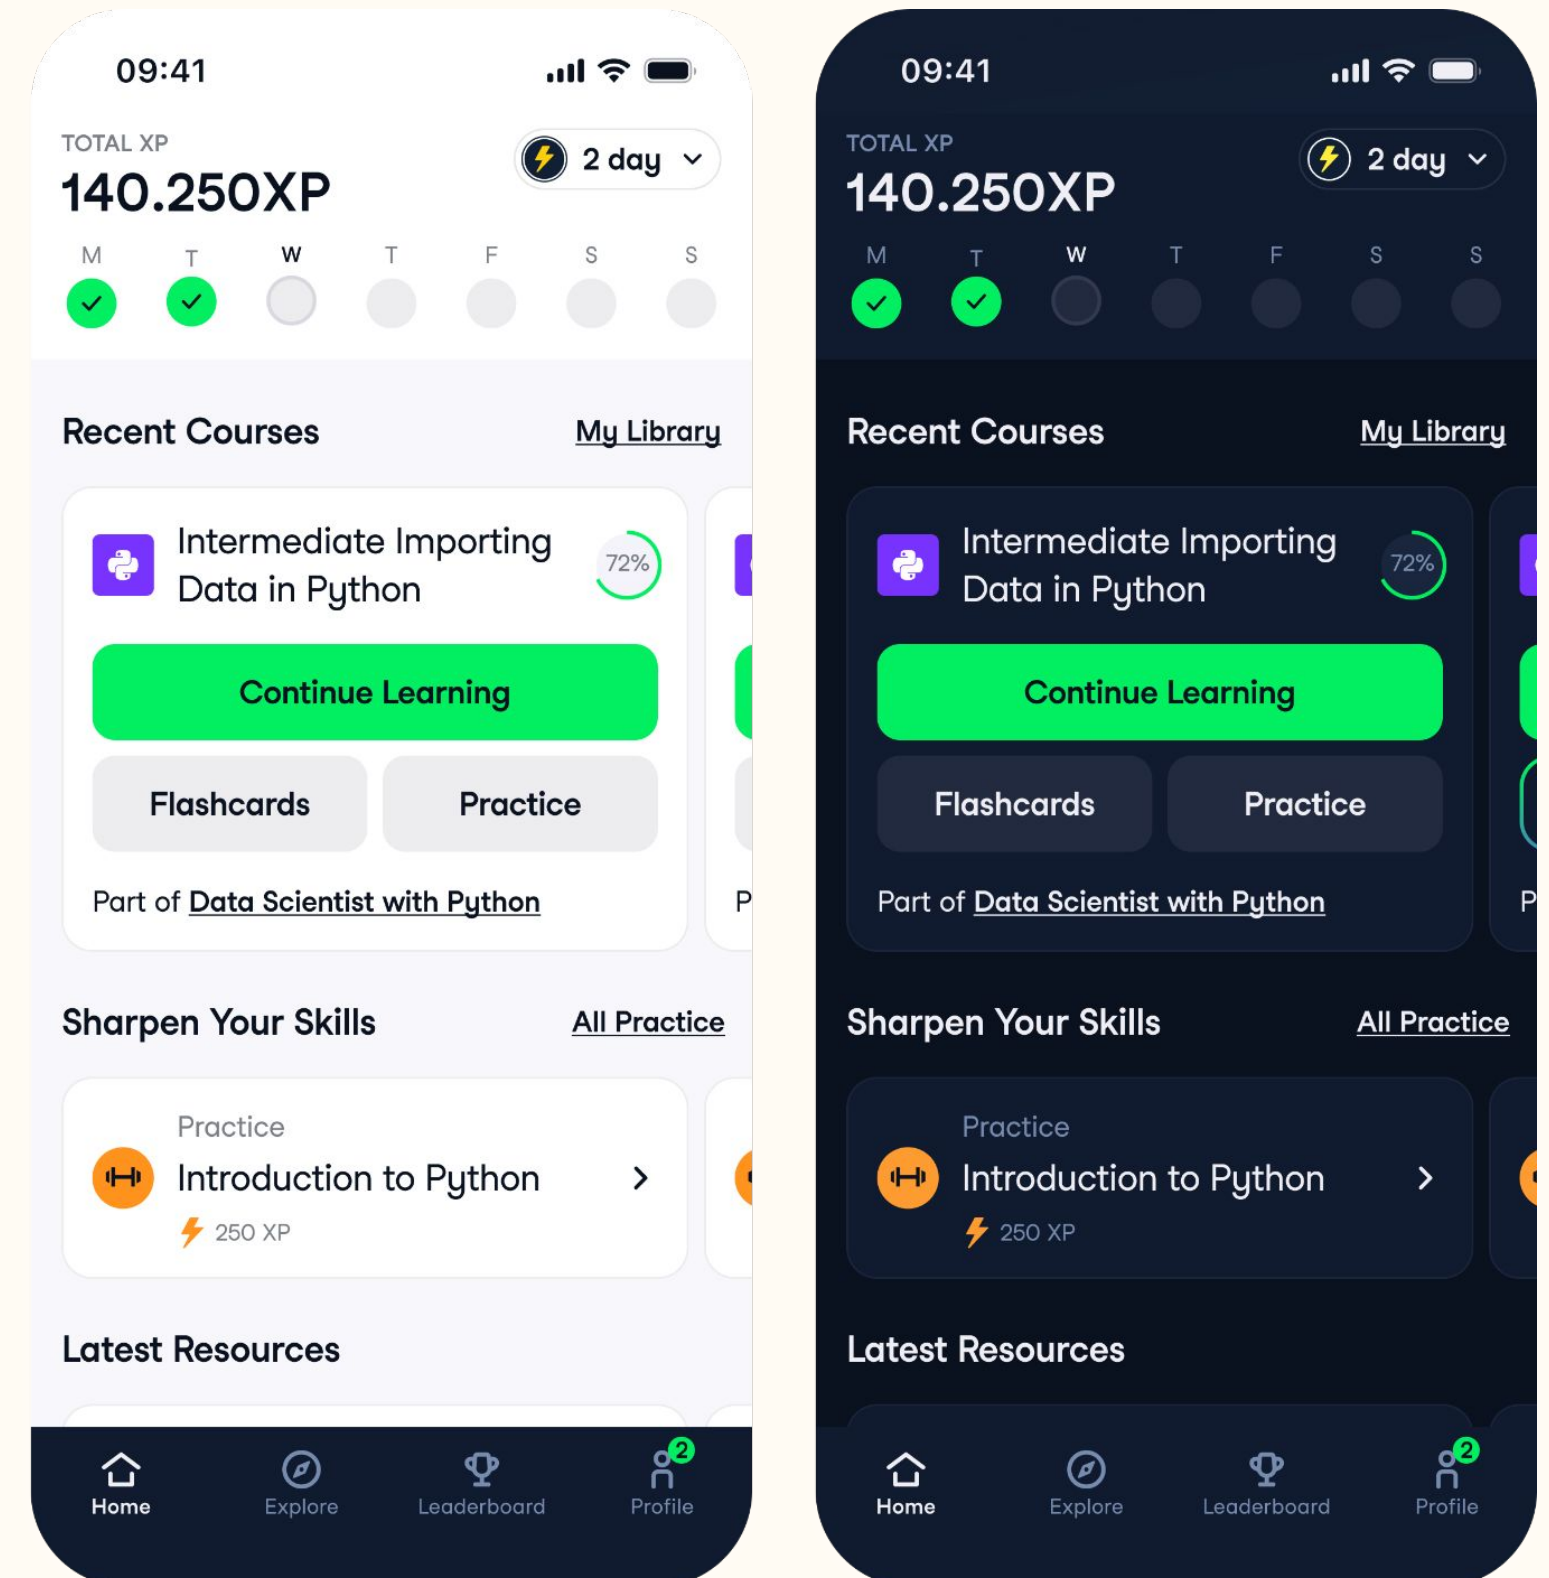 09:41
TOTAL XP
140.250XP
2 day
M T W T F S S
Recent Courses
My Library
Intermediate Importing
Data in Python
72%
Continue Learning
Flashcards
Practice
Part of Data Scientist with Python
P
Sharpen Your Skills
All Practice
Practice
Introduction to Python
250 XP
Latest Resources
Home
Explore
Leaderboard
Profile
2
09:41
TOTAL XP
140.250XP
2 day
M T W T F S S
Recent Courses
My Library
Intermediate Importing
Data in Python
72%
Continue Learning
Flashcards
Practice
Part of Data Scientist with Python
P
Sharpen Your Skills
All Practice
Practice
Introduction to Python
250 XP
Latest Resources
Home
Explore
Leaderboard
Profile
2